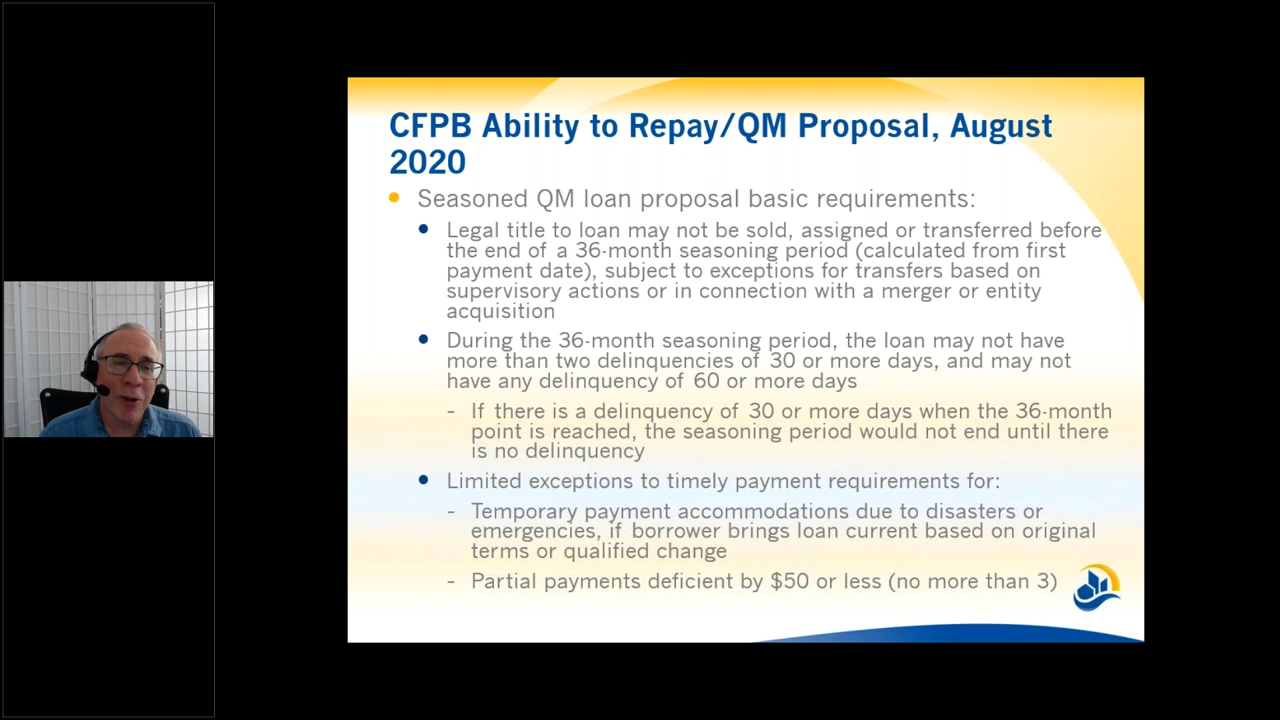 CFPB Ability to Repay/QM Proposal, August
2020
Seasoned QM loan proposal basic requirements:
Legal title to loan may not be sold, assigned or transferred before
the end of a 36-month seasoning period (calculated from first
payment date), subject to exceptions for transfers based on
supervisory actions or in connection with a merger or entity
acquisition
During the 36-month seasoning period, the loan may not have
more than two delinquencies of 30 or more days, and may not
have any delinquency of 60 or more days
- If there is a delinquency of 30 or more days when the 36-month
point is reached, the seasoning period would not end until there
is no delinquency
Limited exceptions to timely payment requirements for:
- Temporary payment accommodations due to disasters or
emergencies, if borrower brings loan current based on original
terms or qualified change
- Partial payments deficient by $50 or less (no more than 3)